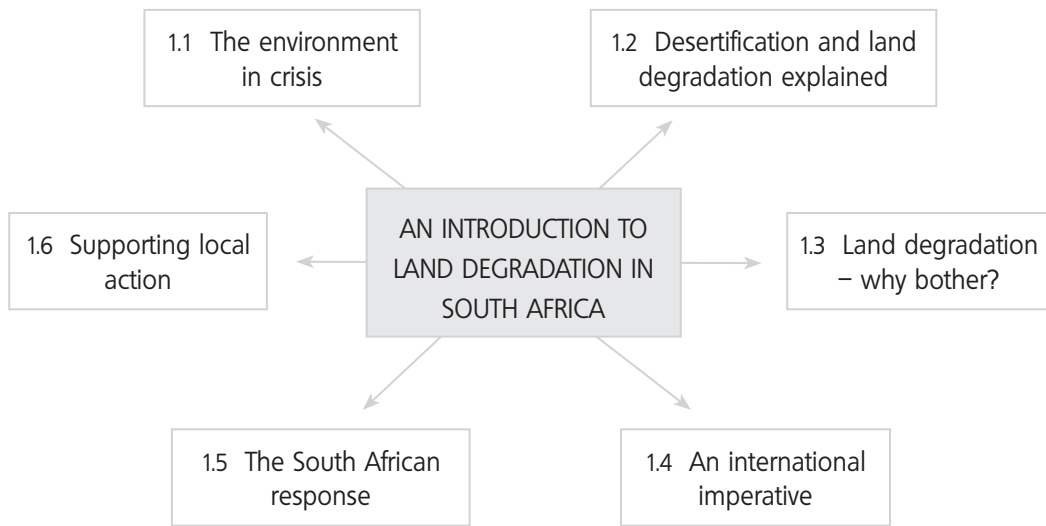 1.1 The environment
in crisis
1.2 Desertification and land
degradation explained
AN INTRODUCTION TO
LAND DEGRADATION IN
SOUTH AFRICA
1.3 Land degradation
– why bother?
1.4 An international
imperative
1.5 The South African
response
1.6 Supporting local
action